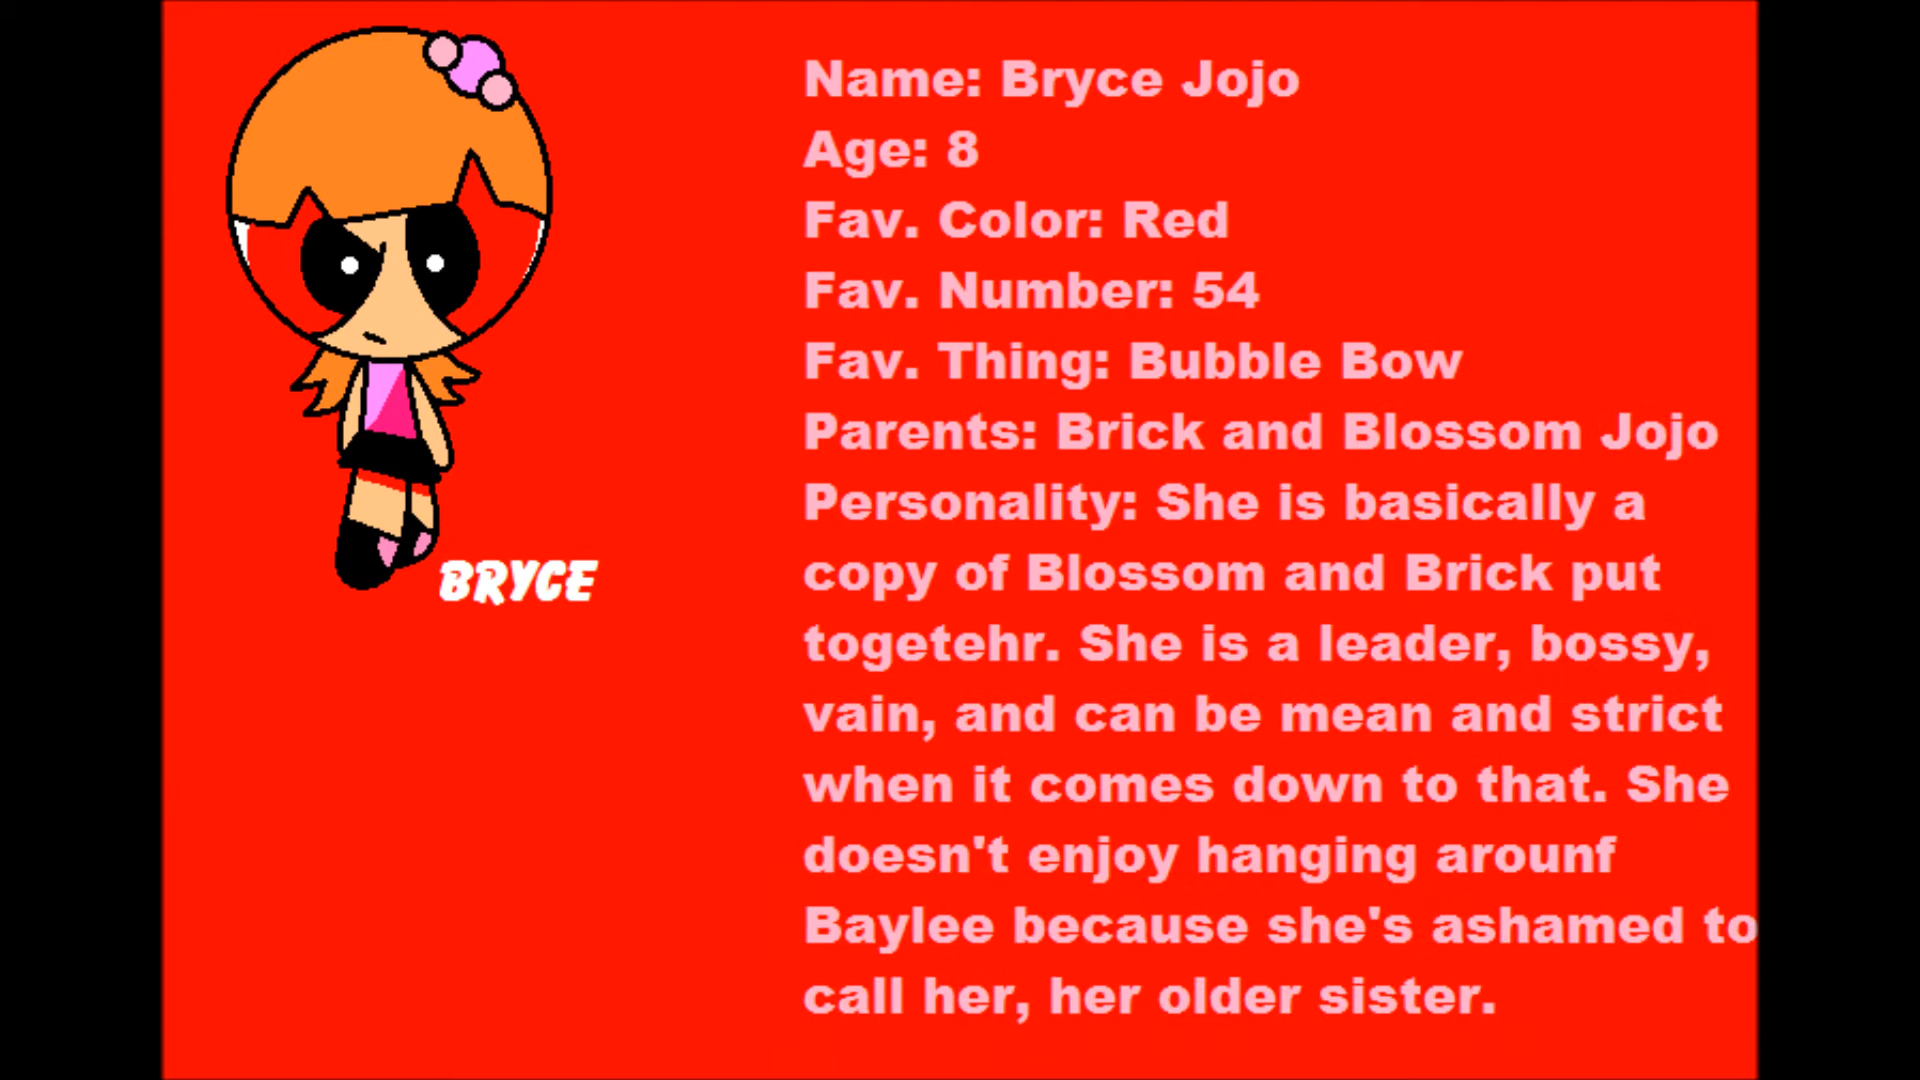 Name: Bryce Jojo
Age: 8
Fav. Color: Red
Fav. Number: 54
Fav. Thing: Bubble Bow
Parents: Brick and Blossom Jojo
Personality: She is basically a
copy of Blossom and Brick put
togetehr. She is a leader, bossy,
vain, and can be mean and strict
when it comes down to that. She
doesn't enjoy hanging arounf
Baylee because she's ashamed to
call her, her older sister.
BRYCE